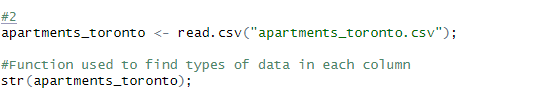 #2
apartments_toronto <- read.csv("apartments_toronto.csv");
#Function used to find types of data in each column
str(apartments_toronto);